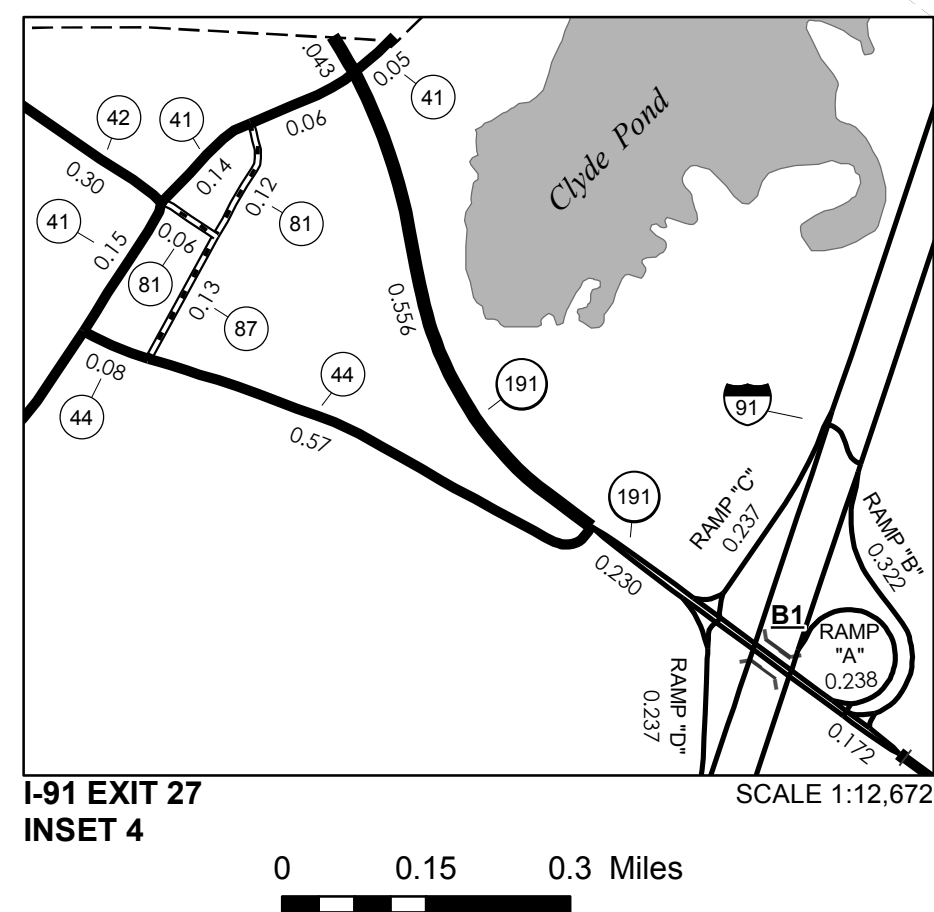 .043
0.05
41
0.06
42
41
0.14
0.30
0.12
81
41
0.15
0.06
81
0.13
87
Clyde Pond
0.556
0.08
44
44
0.57
191
91
191
RAMP "C"
0.237
RAMP "B"
0.322
0.230
B1
RAMP
"A"
0.238
RAMP "D"
0.237
0.172
I-91 EXIT 27
INSET 4
SCALE 1:12,672
0 0.15 0.3 Miles